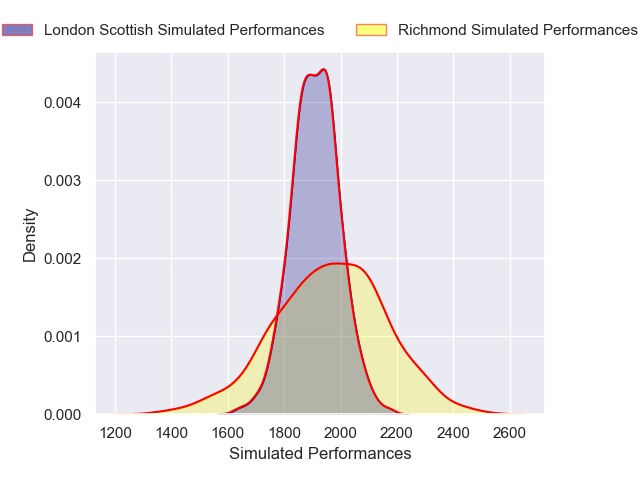 London Scottish Simulated Performances
Richmond Simulated Performances
0.004
0.003
0.002
0.001
0.000
Density
1200 1400 1600 1800 2000 2200 2400 2600
Simulated Performances